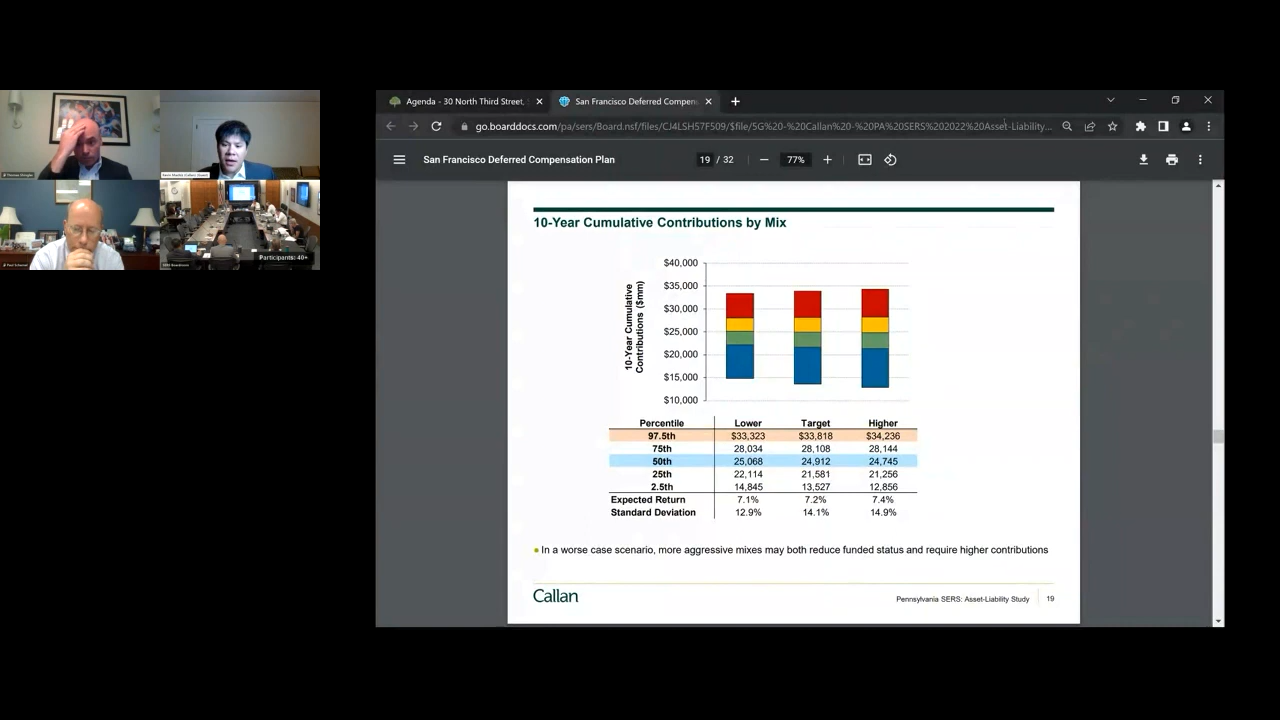 Agenda - 30 North Third Street,
San Francisco Deferred Compens
go.boarddocs.com/pa/sers/Board.nsf/files/CJ4LSH57F509/$file/5G%20-%20Callan%20-%20PA%20SERS%202022%20Asset-Liability...
San Francisco Deferred Compensation Plan
19 / 32
77%
Participants: 40+
10-Year Cumulative Contributions by Mix
10-Year Cumulative
Contributions ($mm)
$40,000
$35,000
$30,000
$25,000
$20,000
$15,000
$10,000
Percentile Lower Target Higher
97.5th $33,323 $33,818 $34,236
75th 28,034 28,108 28,144
50th 25,068 24,912 24,745
25th 22,114 21,581 21,256
2.5th 14,845 13,527 12,856
Expected Return 7.1% 7.2% 7.4%
Standard Deviation 12.9% 14.1% 14.9%
In a worse case scenario, more aggressive mixes may both reduce funded status and require higher contributions
Callan
Pennsylvania SERS: Asset-Liability Study 19